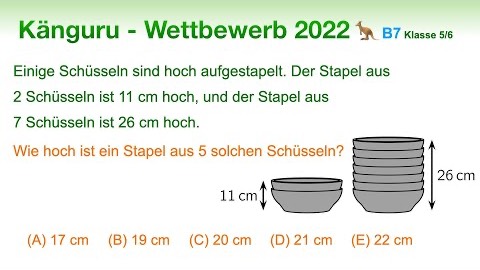 Känguru - Wettbewerb 2022 B7 Klasse 5/6
Einige Schüsseln sind hoch aufgestapelt. Der Stapel aus
2 Schüsseln ist 11 cm hoch, und der Stapel aus
7 Schüsseln ist 26 cm hoch.
Wie hoch ist ein Stapel aus 5 solchen Schüsseln?
11 cm
26 cm
(A) 17 cm (B) 19 cm (C) 20 cm (D) 21 cm (E) 22 cm